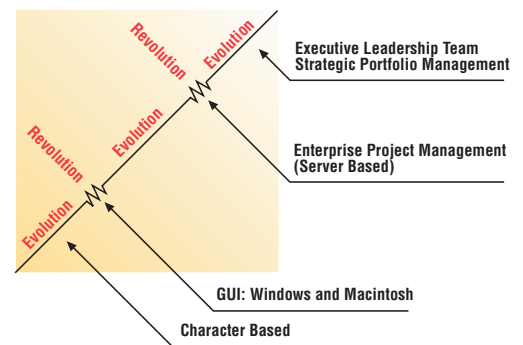 Revolution
Evolution
Executive Leadership Team
Strategic Portfolio Management
Revolution
Evolution
Enterprise Project Management
(Server Based)
Evolution
GUI: Windows and Macintosh
Character Based